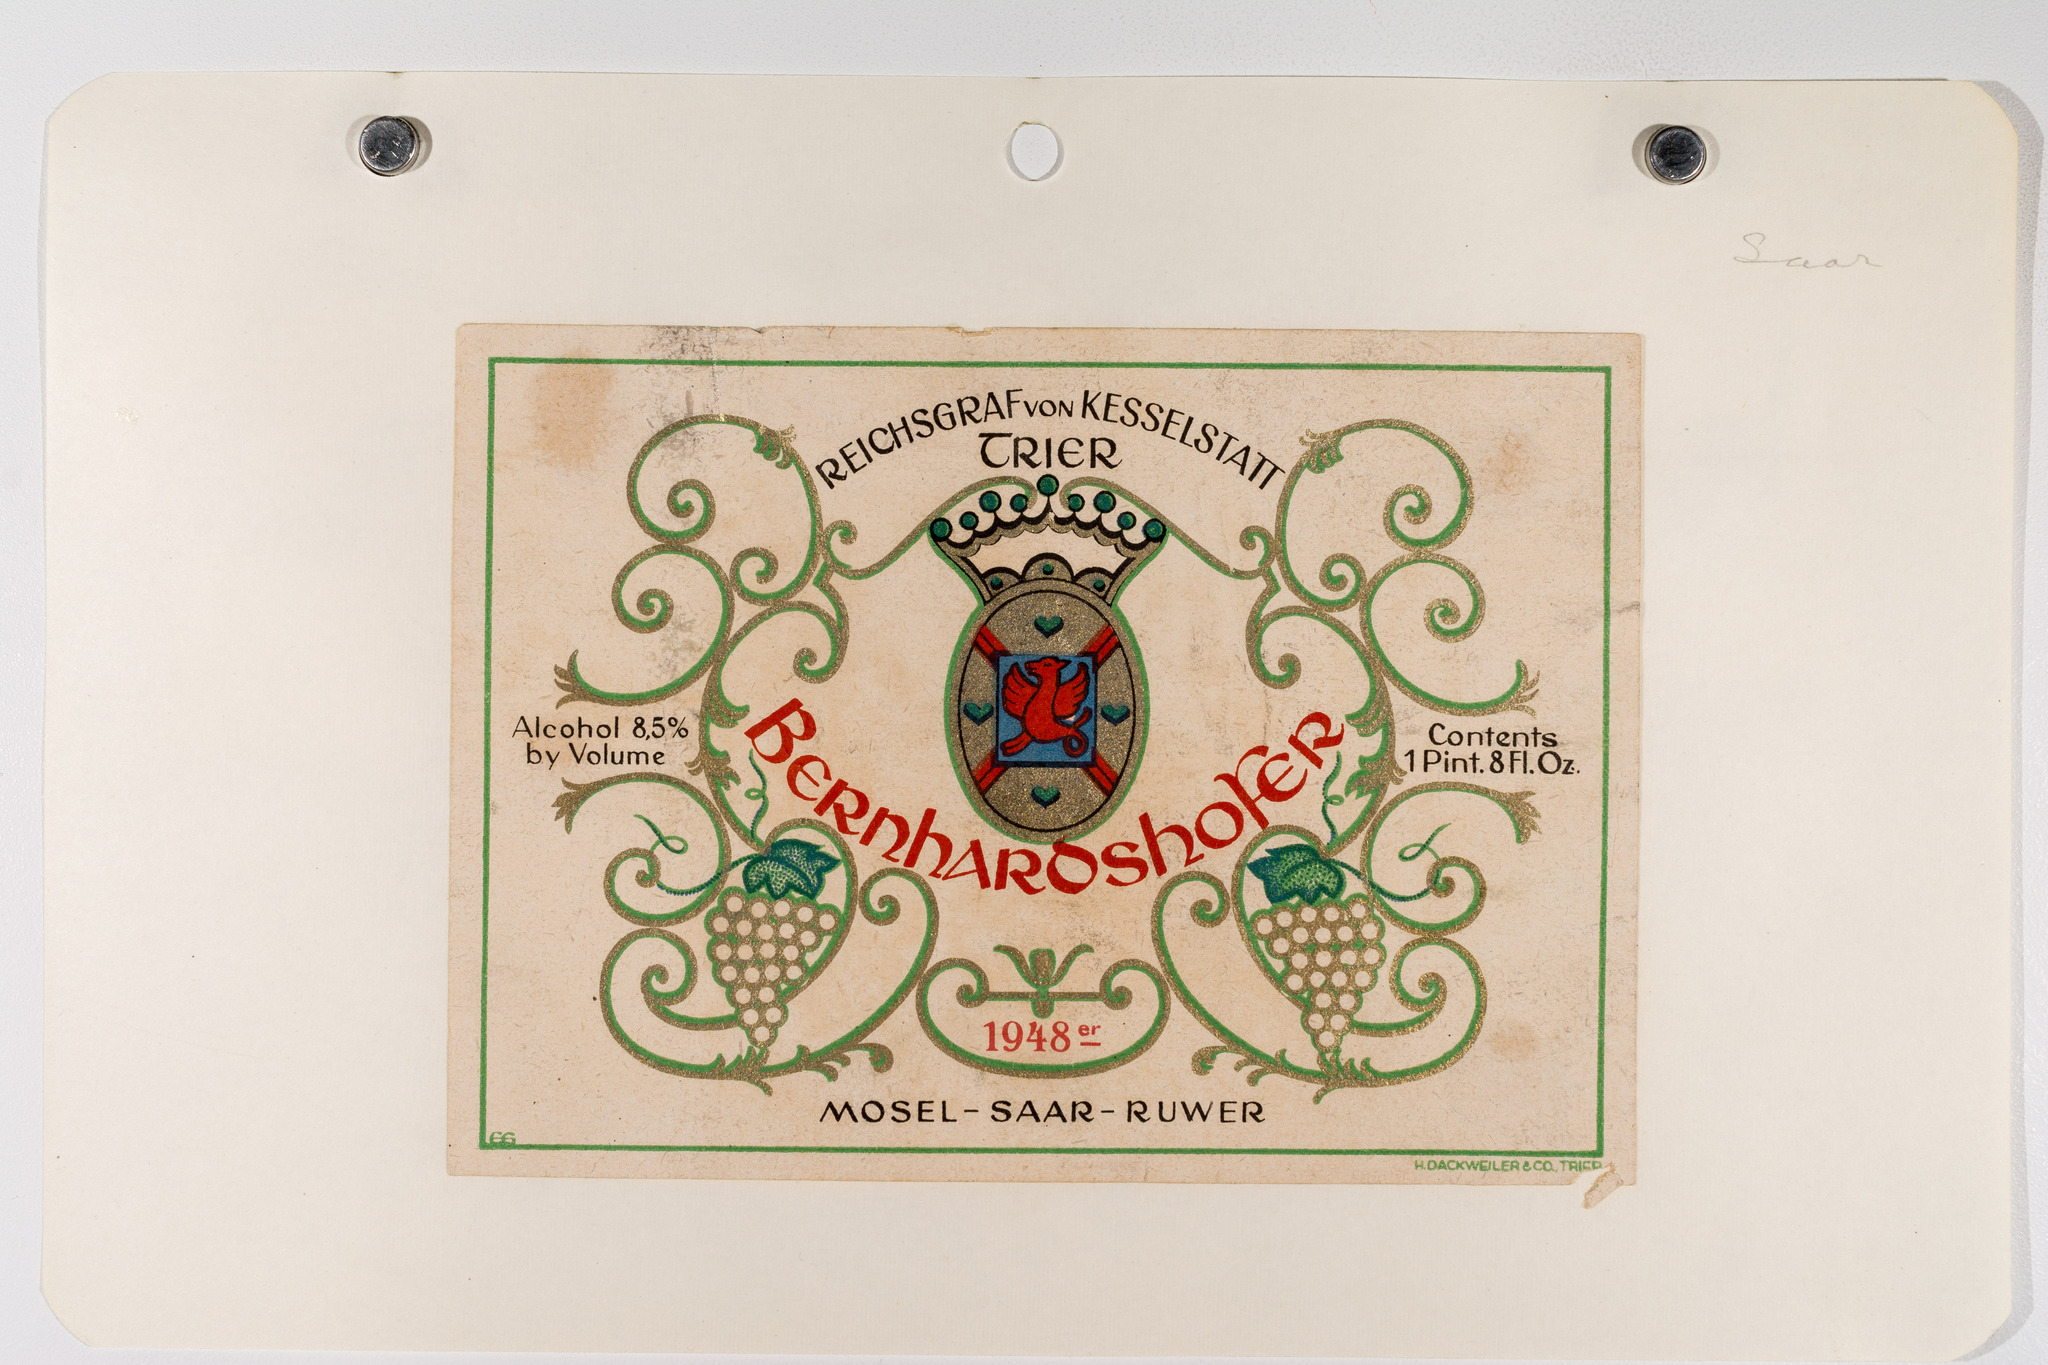 Saar
REICHSGRAF VON KESSELSTATT
TRIER
Alcohol 8,5%
by Volume
Contents
1 Pint. 8 Fl. Oz.
BERNHARDSHOFER
1948er
MOSEL – SAAR – RUWER
EG
H. DACKWEILER & CO., TRIER